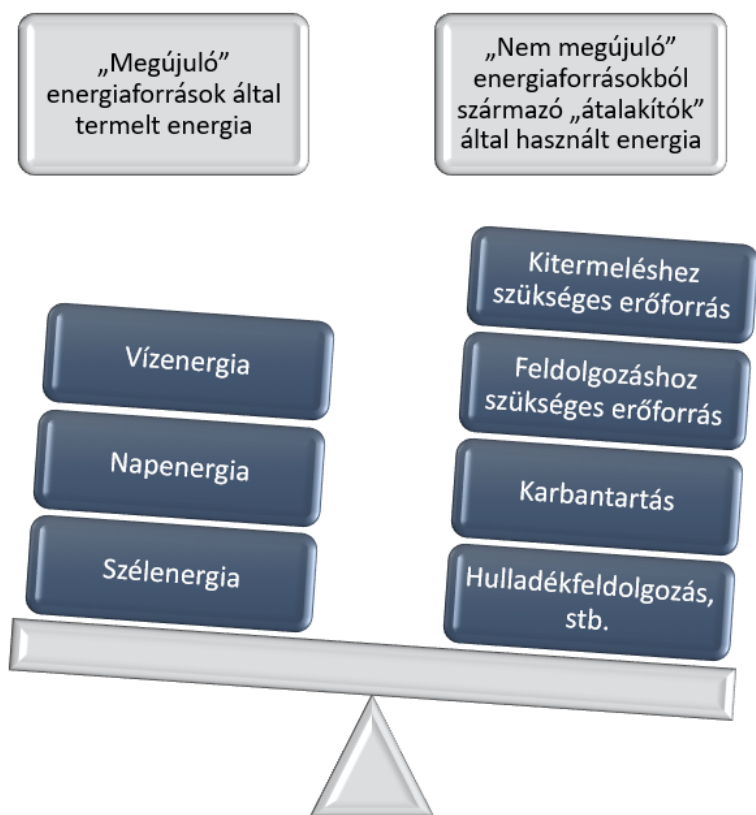 „Megújuló”
energiaforrások által
termelt energia
„Nem megújuló”
energiaforrásokból
származó „átalakítók”
által használt energia
Vízenergia
Napenergia
Szélenergia
Kitermeléshez
szükséges erőforrás
Feldolgozáshoz
szükséges erőforrás
Karbantartás
Hulladékfeldolgozás,
stb.